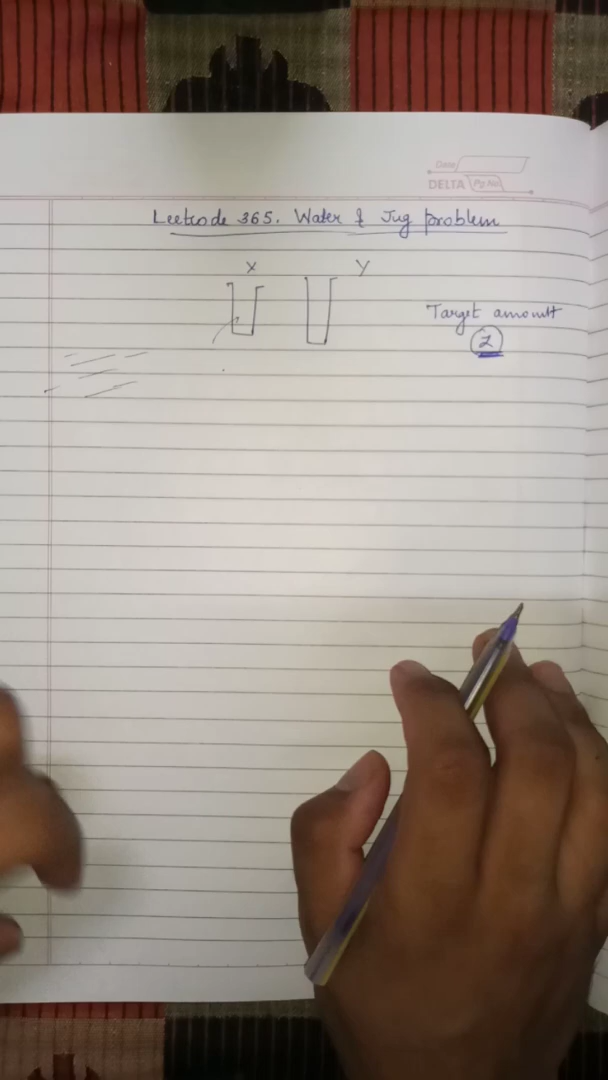 Date
DELTA Pg No.
Leetcode 365. Water & Jug problem
X Y
Target amount
2